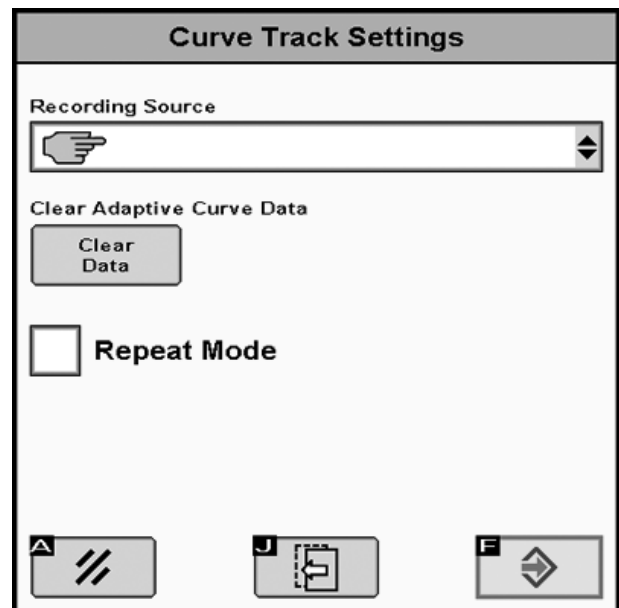 Curve Track Settings
Recording Source
Clear Adaptive Curve Data
Clear
Data
Repeat Mode
A
J
F